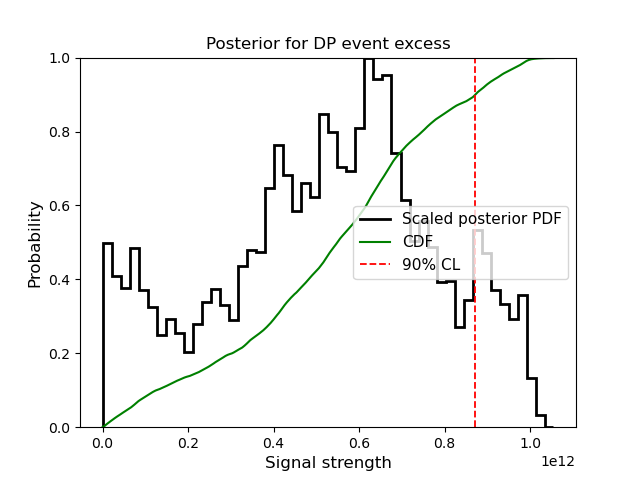 Posterior for DP event excess
1.0
0.8
0.6
0.4
0.2
0.0
Probability
Scaled posterior PDF
CDF
90% CL
0.0 0.2 0.4 0.6 0.8 1.0
1e12
Signal strength